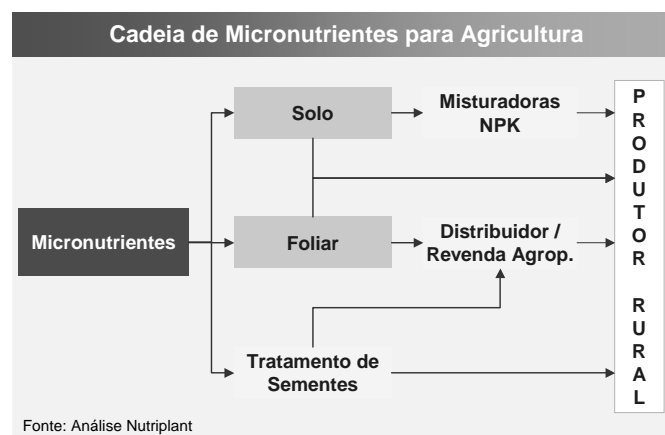 Cadeia de Micronutrientes para Agricultura
Solo
Misturadoras
NPK
Micronutrientes
Foliar
Distribuidor /
Revenda Agrop.
Tratamento de
Sementes
P
R
O
D
U
T
O
R
R
U
R
A
L
Fonte: Análise Nutriplant